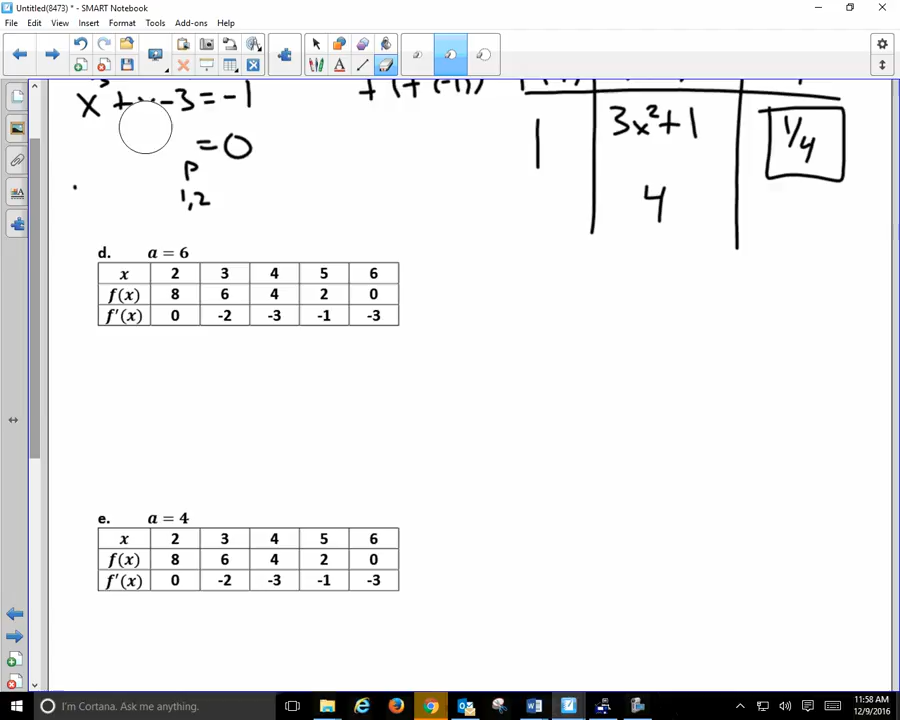 Untitled(8473) * - SMART Notebook
File Edit View Insert Format Tools Add-ons Help
= -1
-3
= 0
P
1,2
1
3x² + 1
1/4
4
d. a = 6
x 2 3 4 5 6
f(x) 8 6 4 2 0
f′(x) 0 -2 -3 -1 -3
e. a = 4
x 2 3 4 5 6
f(x) 8 6 4 2 0
f′(x) 0 -2 -3 -1 -3
I'm Cortana. Ask me anything.
11:58 AM
12/9/2016